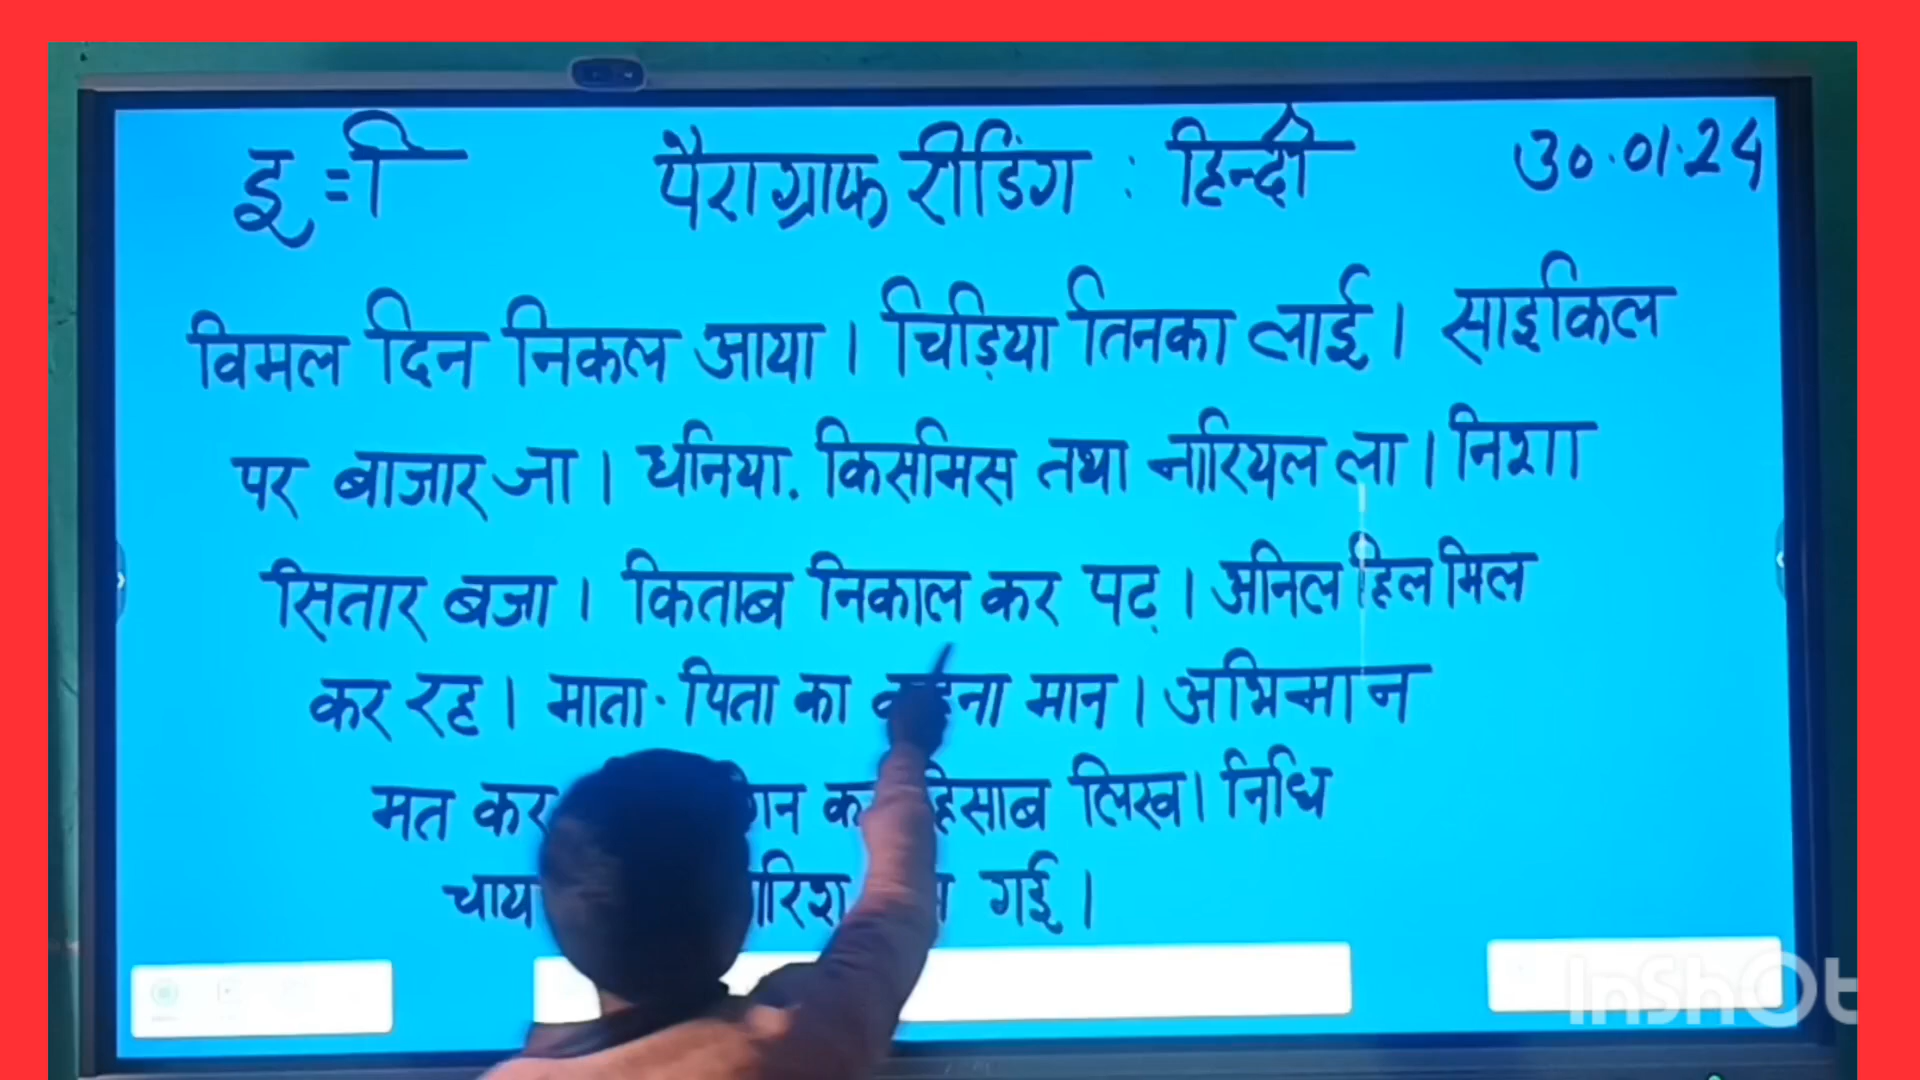 इ = ि पैराग्राफ रीडिंग : हिन्दी 30.01.24
विमल दिन निकल आया । चिड़िया तिनका लाई । साइकिल
पर बाजार जा । धनिया. किसमिस तथा नारियल ला । निशा
सितार बजा । किताब निकाल कर पढ़ । अनिल हिल मिल
कर रह । माता- पिता का कहना मान । अभिमान
मत कर हिसाब लिख । निधि
चाय गई ।
InShOt